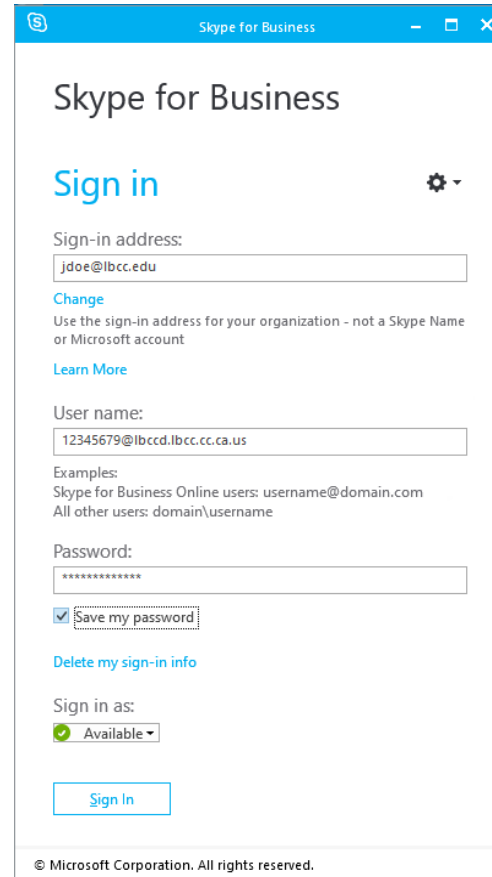 Skype for Business
Skype for Business
Sign in
Sign-in address:
jdoe@lbcc.edu
Change
Use the sign-in address for your organization - not a Skype Name
or Microsoft account
Learn More
User name:
12345679@lbccd.lbcc.cc.ca.us
Examples:
Skype for Business Online users: username@domain.com
All other users: domain\username
Password:
*************
Save my password
Delete my sign-in info
Sign in as:
Available
Sign In
© Microsoft Corporation. All rights reserved.